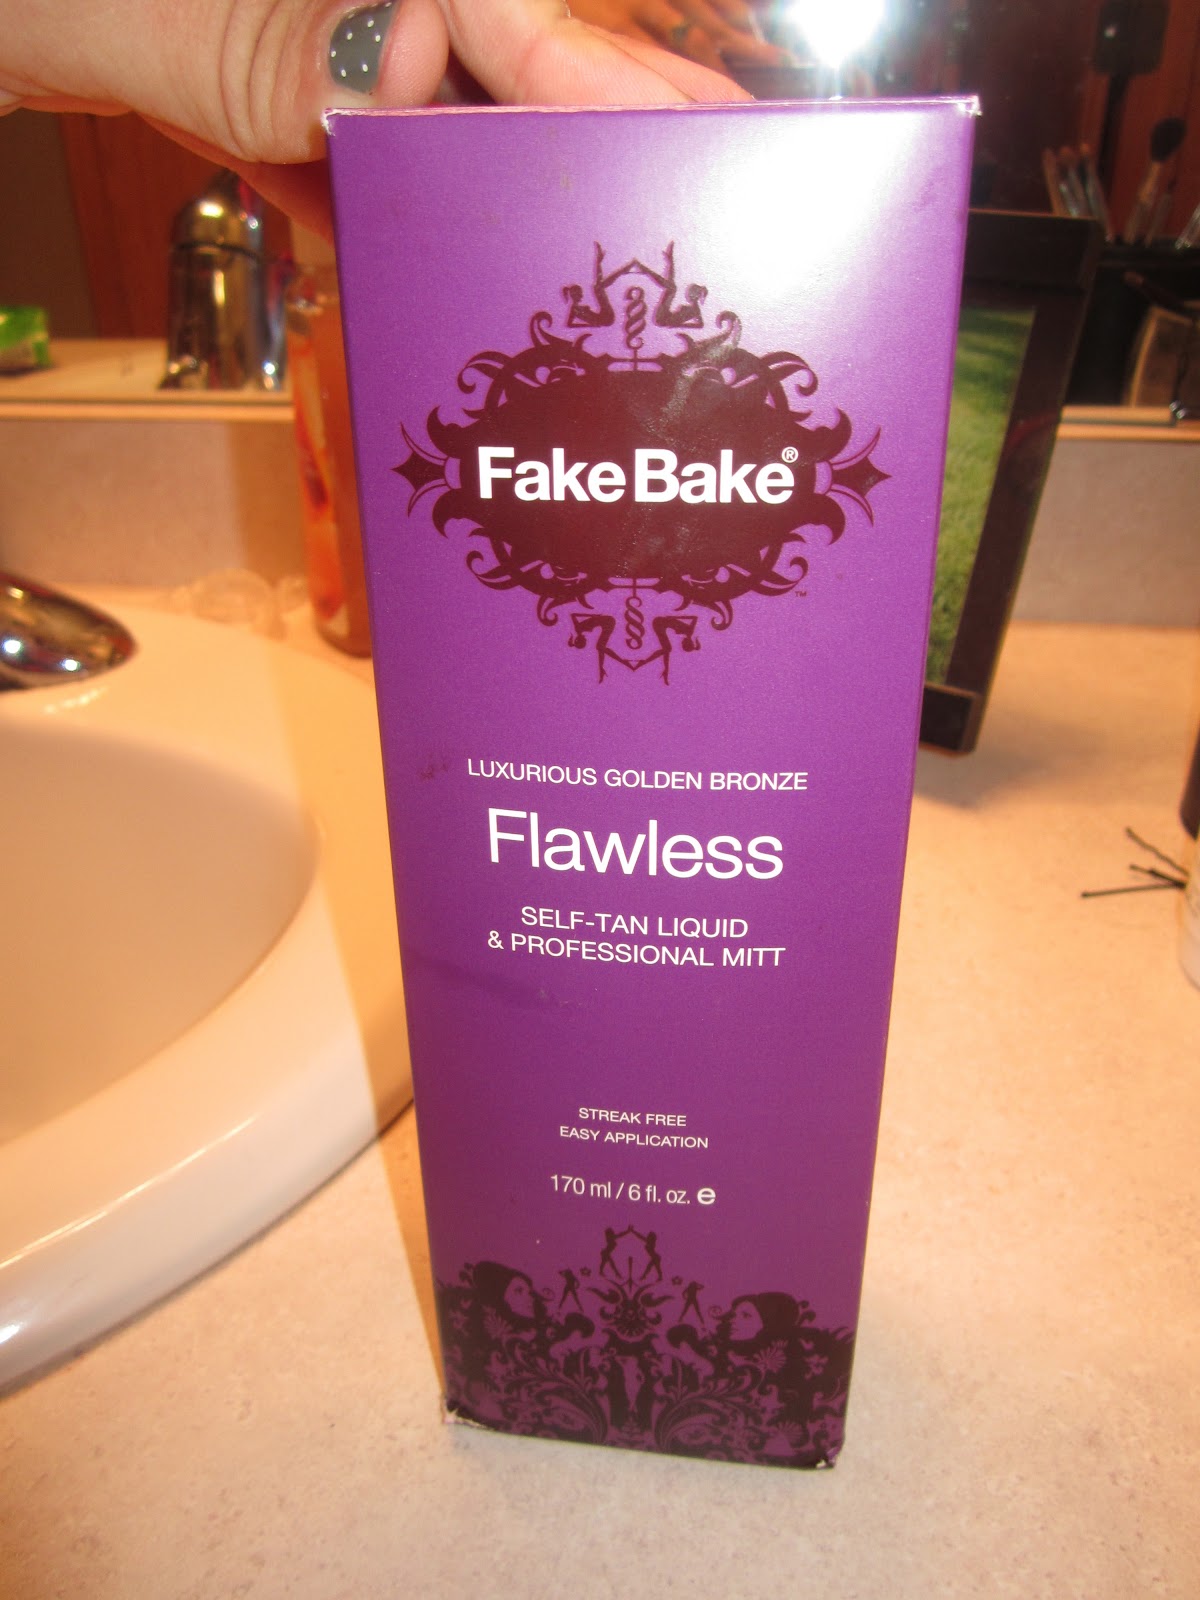 Fake Bake®
™
LUXURIOUS GOLDEN BRONZE
Flawless
SELF-TAN LIQUID
& PROFESSIONAL MITT
STREAK FREE
EASY APPLICATION
170 ml / 6 fl. oz. ℮